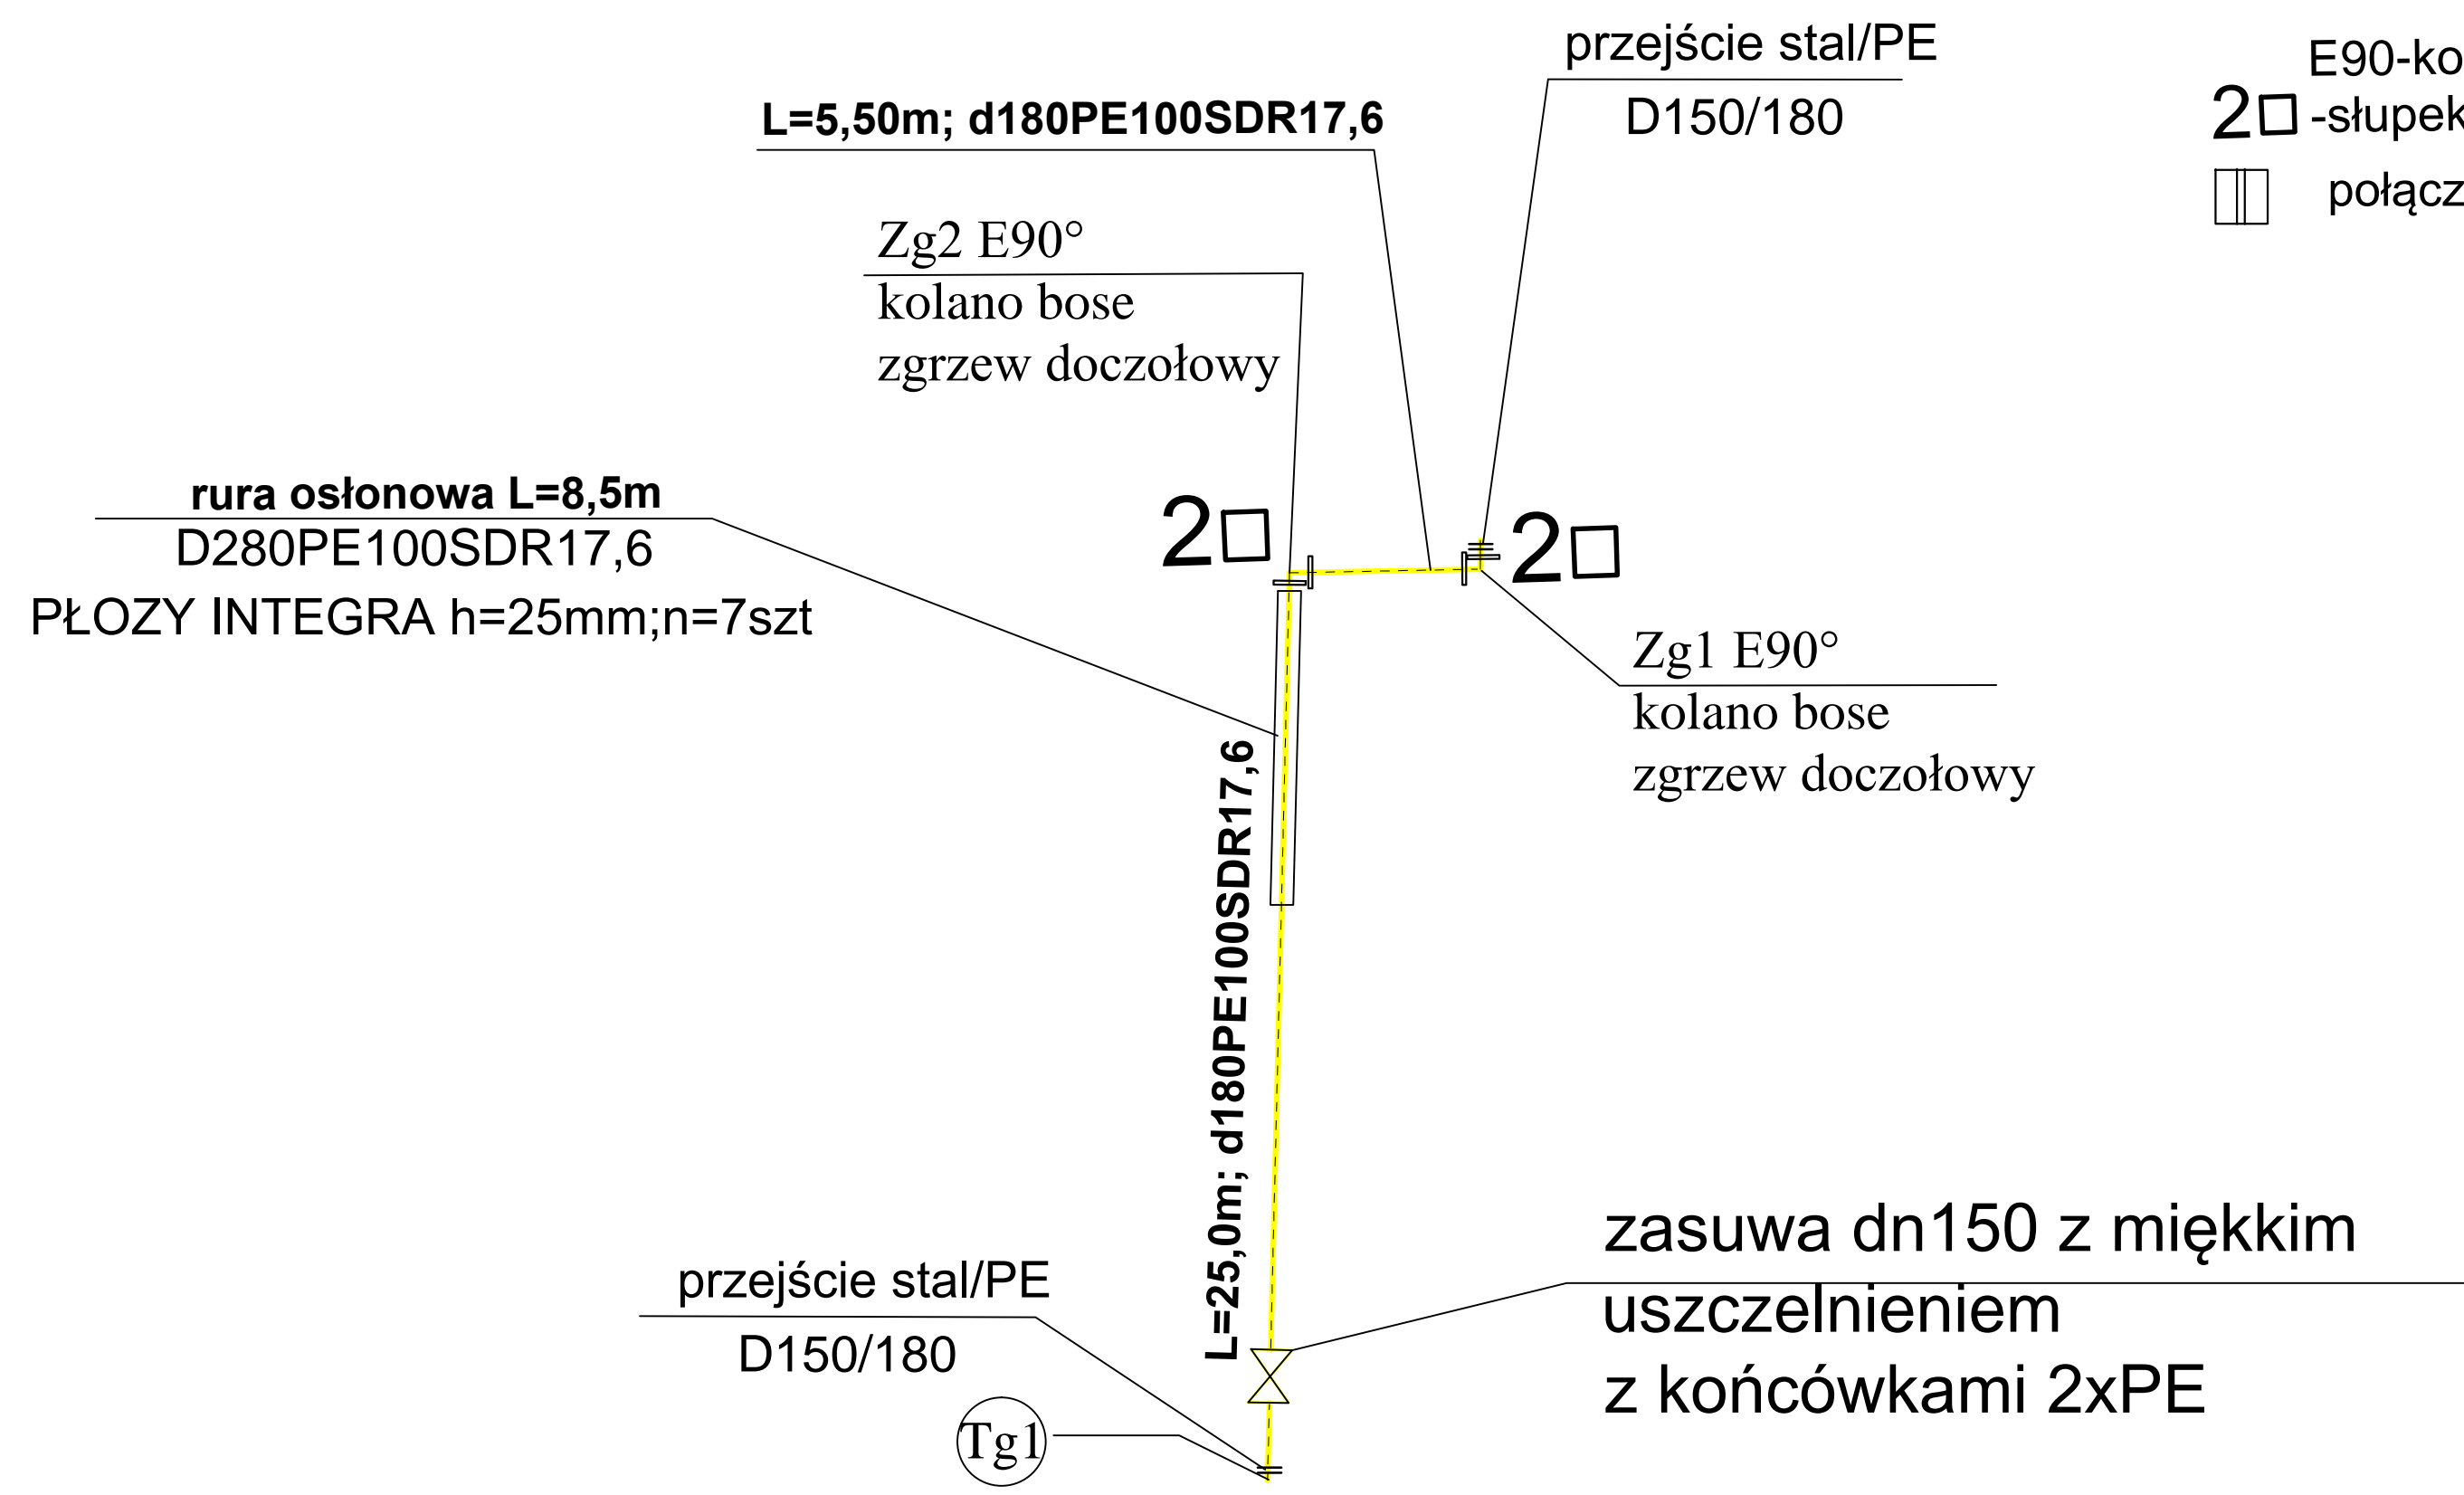 przejście stal/PE
D150/180
E90-ko
2 -słupek
połącz
L=5,50m; d180PE100SDR17,6
Zg2 E90°
kolano bose
zgrzew doczołowy
rura osłonowa L=8,5m
D280PE100SDR17,6
PŁOZY INTEGRA h=25mm;n=7szt
2
2
Zg1 E90°
kolano bose
zgrzew doczołowy
L=25,0m; d180PE100SDR17,6
zasuwa dn150 z miękkim
uszczelnieniem
z końcówkami 2xPE
przejście stal/PE
D150/180
Tg1